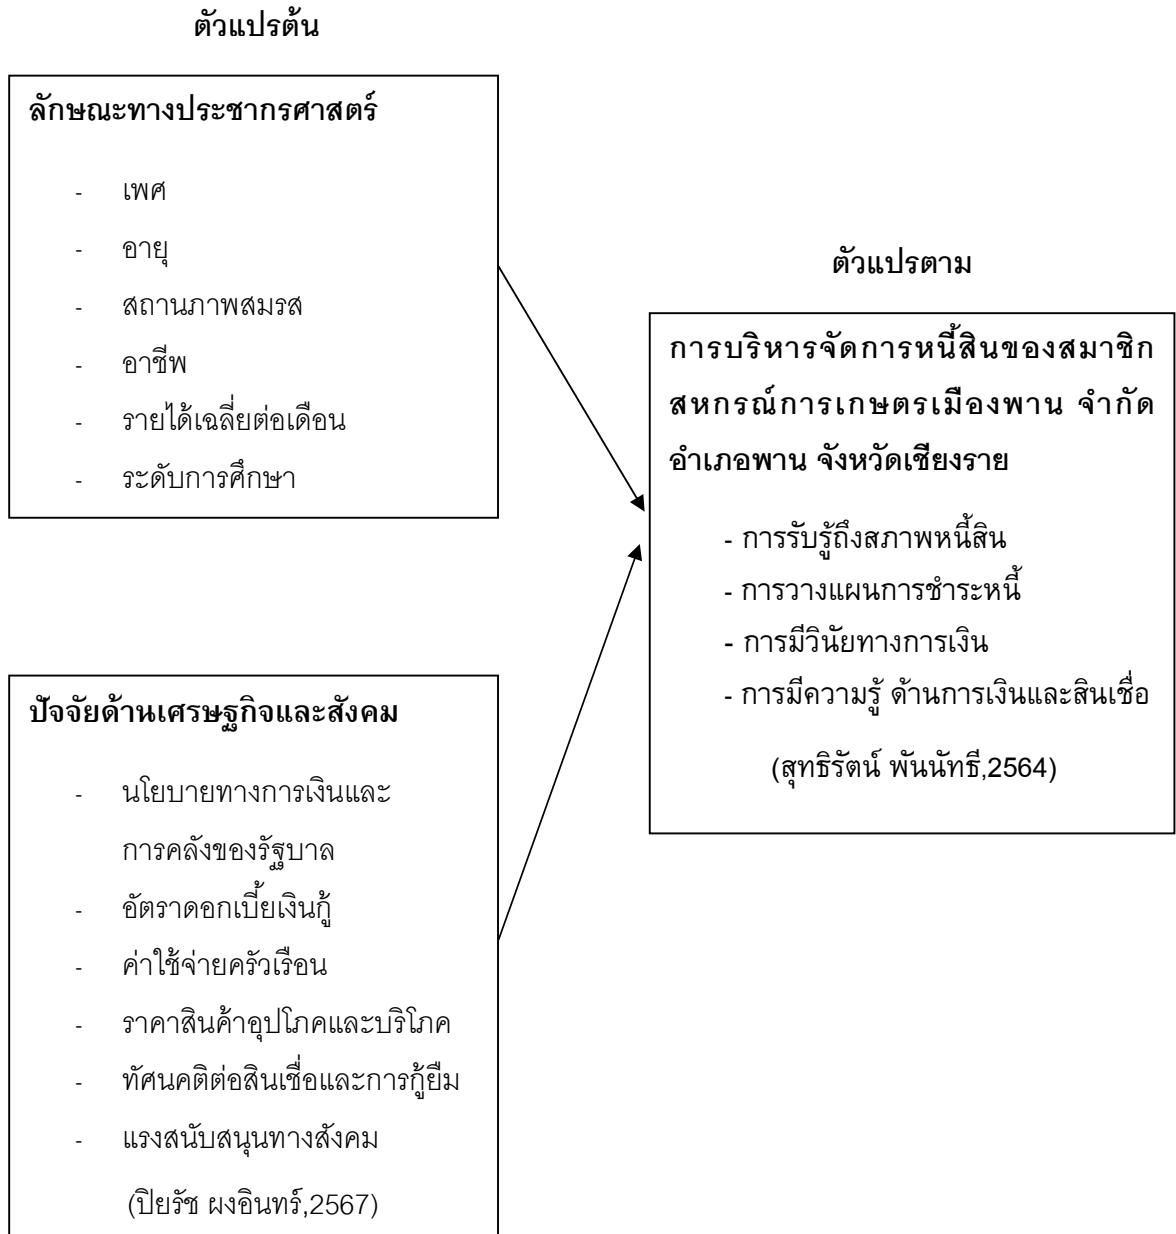 ตัวแปรต้น
ลักษณะทางประชากรศาสตร์
- เพศ
- อายุ
- สถานภาพสมรส
- อาชีพ
- รายได้เฉลี่ยต่อเดือน
- ระดับการศึกษา
ปัจจัยด้านเศรษฐกิจและสังคม
- นโยบายทางการเงินและ
การคลังของรัฐบาล
- อัตราดอกเบี้ยเงินกู้
- ค่าใช้จ่ายครัวเรือน
- ราคาสินค้าอุปโภคและบริโภค
- ทัศนคติต่อสินเชื่อและการกู้ยืม
- แรงสนับสนุนทางสังคม
(ปิยรัช ผงอินทร์,2567)
ตัวแปรตาม
การบริหารจัดการหนี้สินของสมาชิก
สหกรณ์การเกษตรเมืองพาน จำกัด
อำเภอพาน จังหวัดเชียงราย
- การรับรู้ถึงสภาพหนี้สิน
- การวางแผนการชำระหนี้
- การมีวินัยทางการเงิน
- การมีความรู้ ด้านการเงินและสินเชื่อ
(สุทธิรัตน์ พันนัทธี,2564)